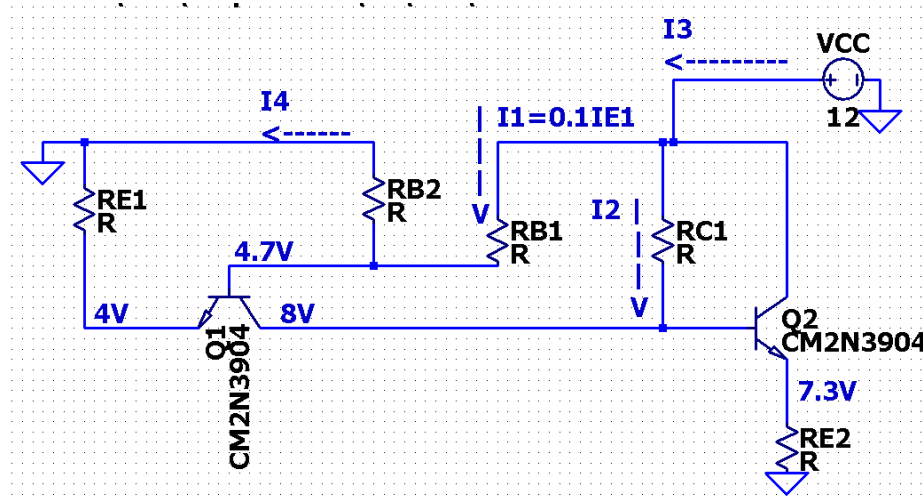 I3
VCC
12
I4
I1=0.1IE1
RE1
R
RB2
R
I2
RB1
R
RC1
R
V
4.7V
4V
8V
V
Q1
CM2N3904
Q2
CM2N3904
7.3V
RE2
R